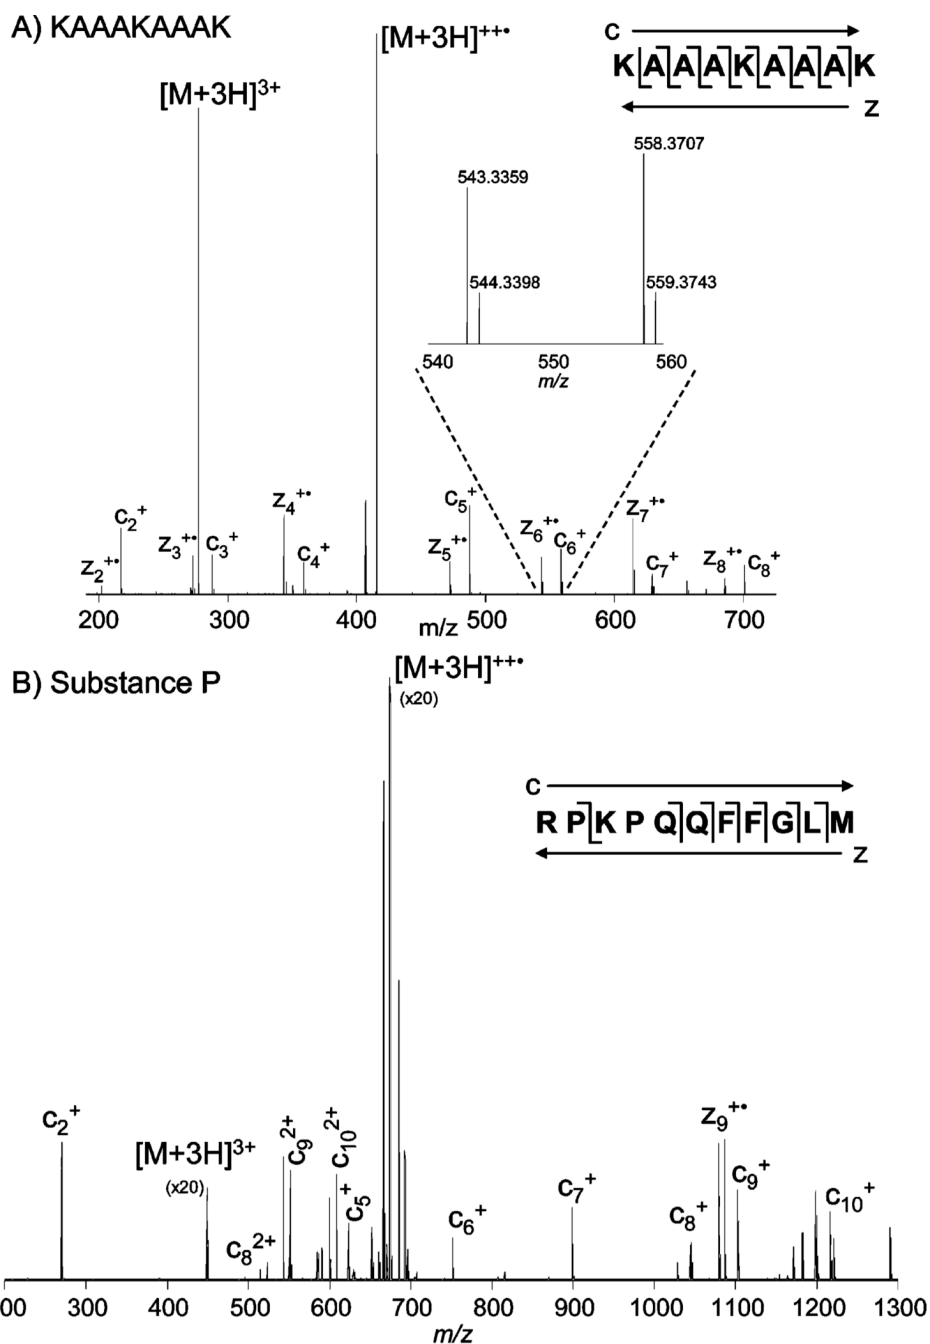 A) KAAAKAAAK
[M+3H]³⁺
[M+3H]⁺⁺•
c
KAAAKAAAK
z
558.3707
543.3359
544.3398
559.3743
540 550 560
m/z
z₂⁺•
c₂⁺
z₃⁺•
c₃⁺
z₄⁺•
c₄⁺
z₅⁺•
c₅⁺
z₆⁺•
c₆⁺
z₇⁺•
c₇⁺
z₈⁺•
c₈⁺
200 300 400 500 600 700
m/z
B) Substance P
[M+3H]⁺⁺•
(x20)
c
RPKPQQFFGLM
z
c₂⁺
[M+3H]³⁺
(x20)
c₈²⁺
c₉²⁺
c₁₀²⁺
c₅⁺
c₆⁺
c₇⁺
c₈⁺
z₉⁺•
c₉⁺
c₁₀⁺
00 300 400 500 600 700 800 900 1000 1100 1200 1300
m/z